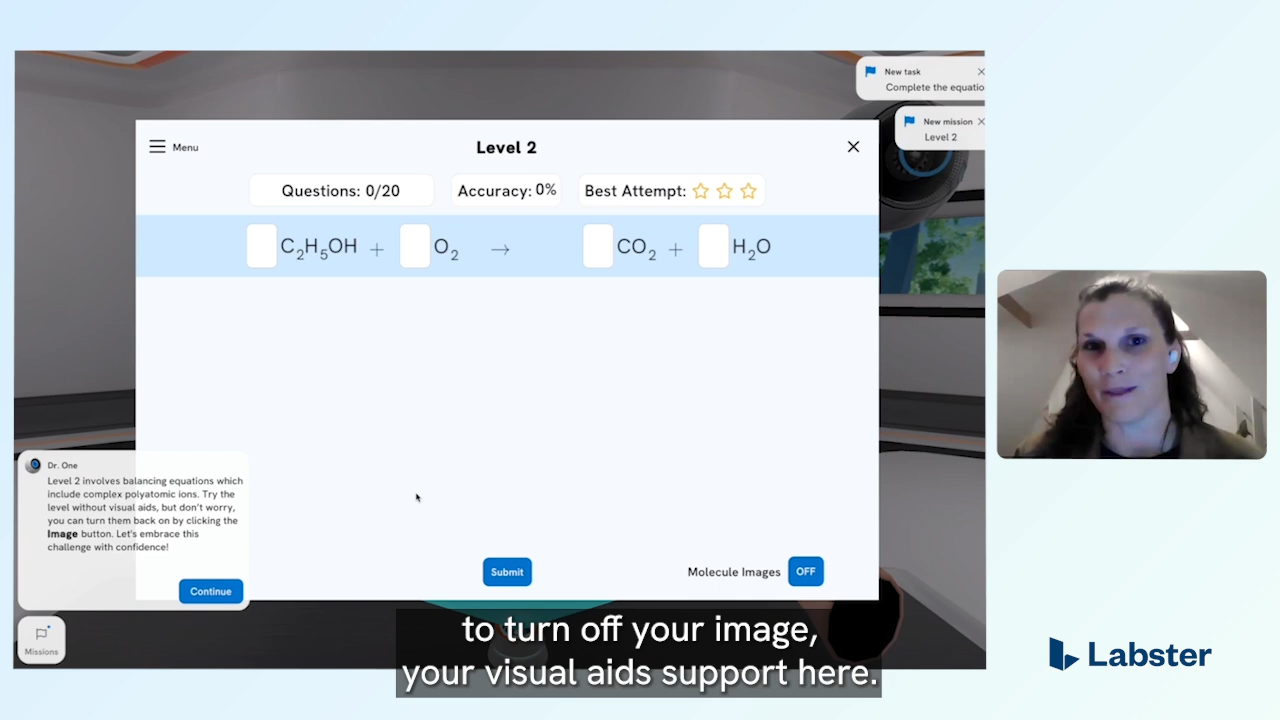 New task
Complete the equatio
New mission
Level 2
Menu
Level 2
Questions: 0/20
Accuracy: 0%
Best Attempt:
C₂H₅OH + O₂ → CO₂ + H₂O
Dr. One
Level 2 involves balancing equations which
include complex polyatomic ions. Try the
level without visual aids, but don't worry,
you can turn them back on by clicking the
Image button. Let's embrace this
challenge with confidence!
Continue
Submit
Molecule Images OFF
Missions
to turn off your image,
your visual aids support here.
Labster